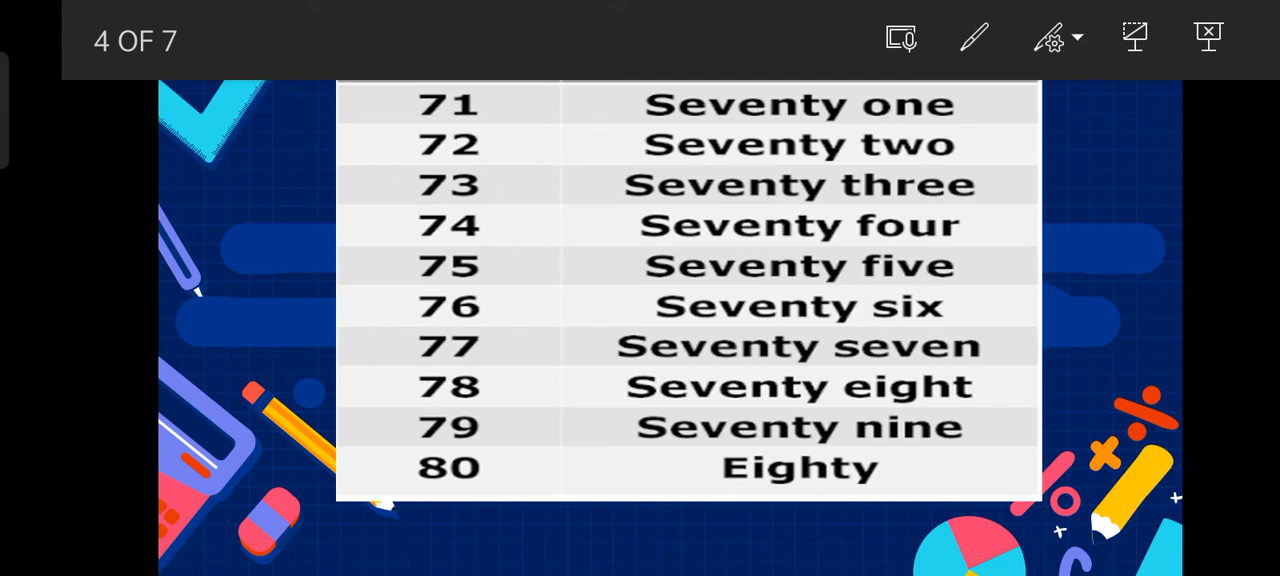 4 OF 7
71 Seventy one
72 Seventy two
73 Seventy three
74 Seventy four
75 Seventy five
76 Seventy six
77 Seventy seven
78 Seventy eight
79 Seventy nine
80 Eighty